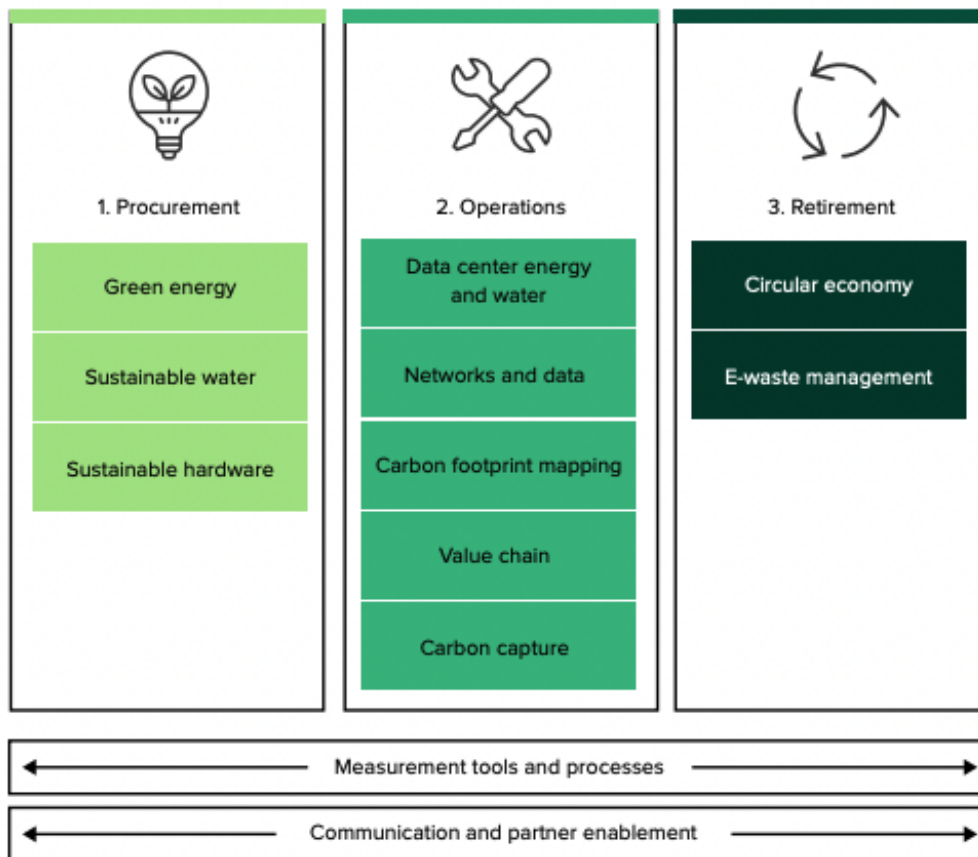 1. Procurement
Green energy
Sustainable water
Sustainable hardware
2. Operations
Data center energy
and water
Networks and data
Carbon footprint mapping
Value chain
Carbon capture
3. Retirement
Circular economy
E-waste management
Measurement tools and processes
Communication and partner enablement